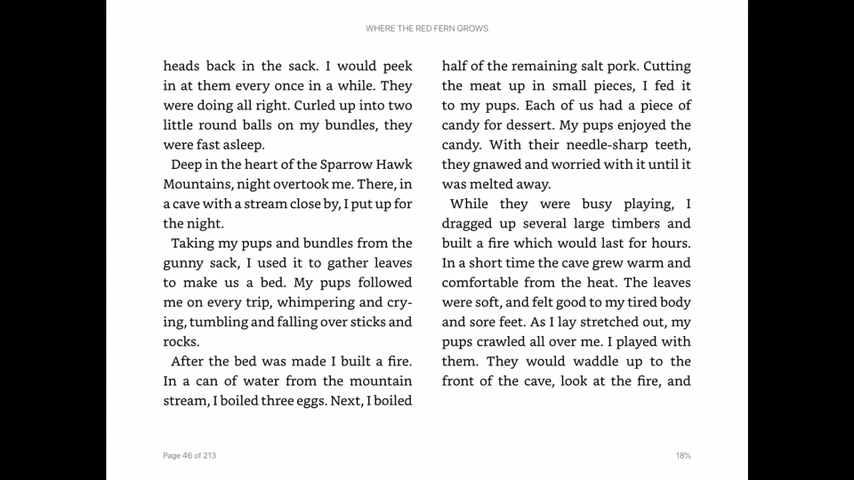 WHERE THE RED FERN GROWS
heads back in the sack. I would peek
in at them every once in a while. They
were doing all right. Curled up into two
little round balls on my bundles, they
were fast asleep.
Deep in the heart of the Sparrow Hawk
Mountains, night overtook me. There, in
a cave with a stream close by, I put up for
the night.
Taking my pups and bundles from the
gunny sack, I used it to gather leaves
to make us a bed. My pups followed
me on every trip, whimpering and cry-
ing, tumbling and falling over sticks and
rocks.
After the bed was made I built a fire.
In a can of water from the mountain
stream, I boiled three eggs. Next, I boiled
half of the remaining salt pork. Cutting
the meat up in small pieces, I fed it
to my pups. Each of us had a piece of
candy for dessert. My pups enjoyed the
candy. With their needle-sharp teeth,
they gnawed and worried with it until it
was melted away.
While they were busy playing, I
dragged up several large timbers and
built a fire which would last for hours.
In a short time the cave grew warm and
comfortable from the heat. The leaves
were soft, and felt good to my tired body
and sore feet. As I lay stretched out, my
pups crawled all over me. I played with
them. They would waddle up to the
front of the cave, look at the fire, and
Page 46 of 213
18%